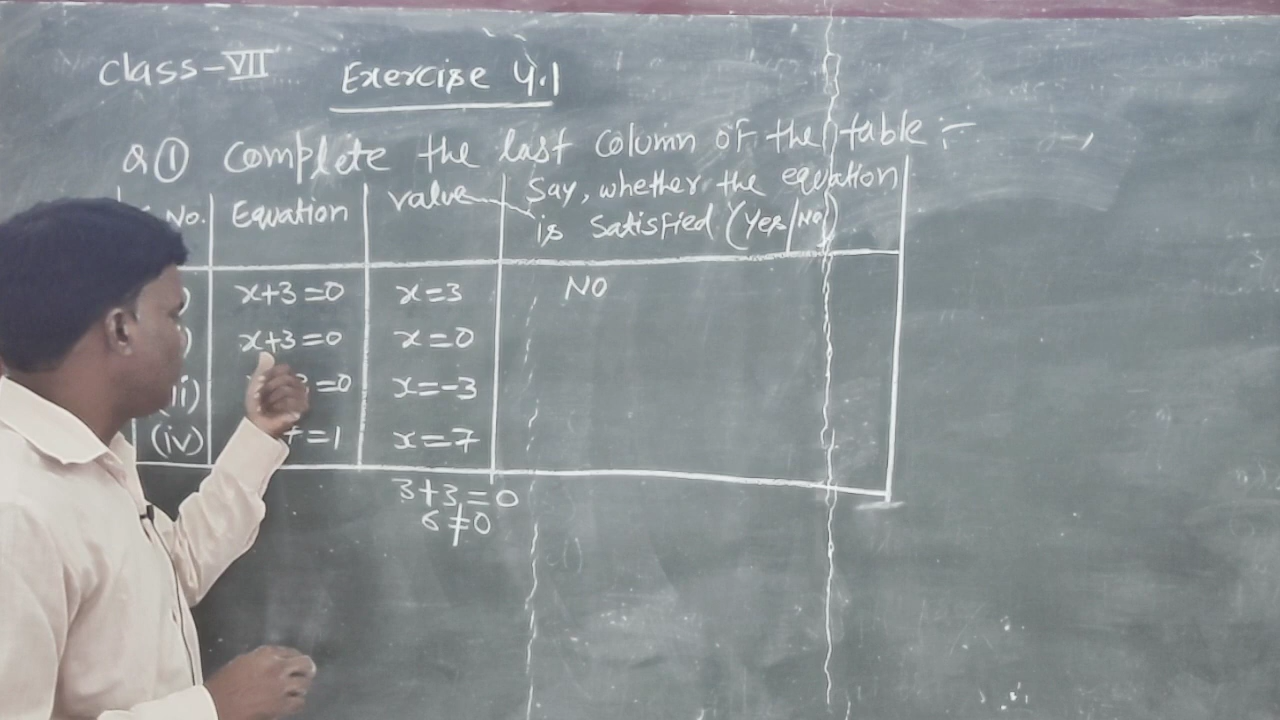 Class-VII Exercise 4.1
Q① Complete the last column of the table :-
No. Equation value Say, whether the equation
is satisfied (Yes/No)
) x+3=0 x=3 NO
) x+3=0 x=0
ii) =0 x=-3
(iv) =1 x=7
3+3=0
6≠0